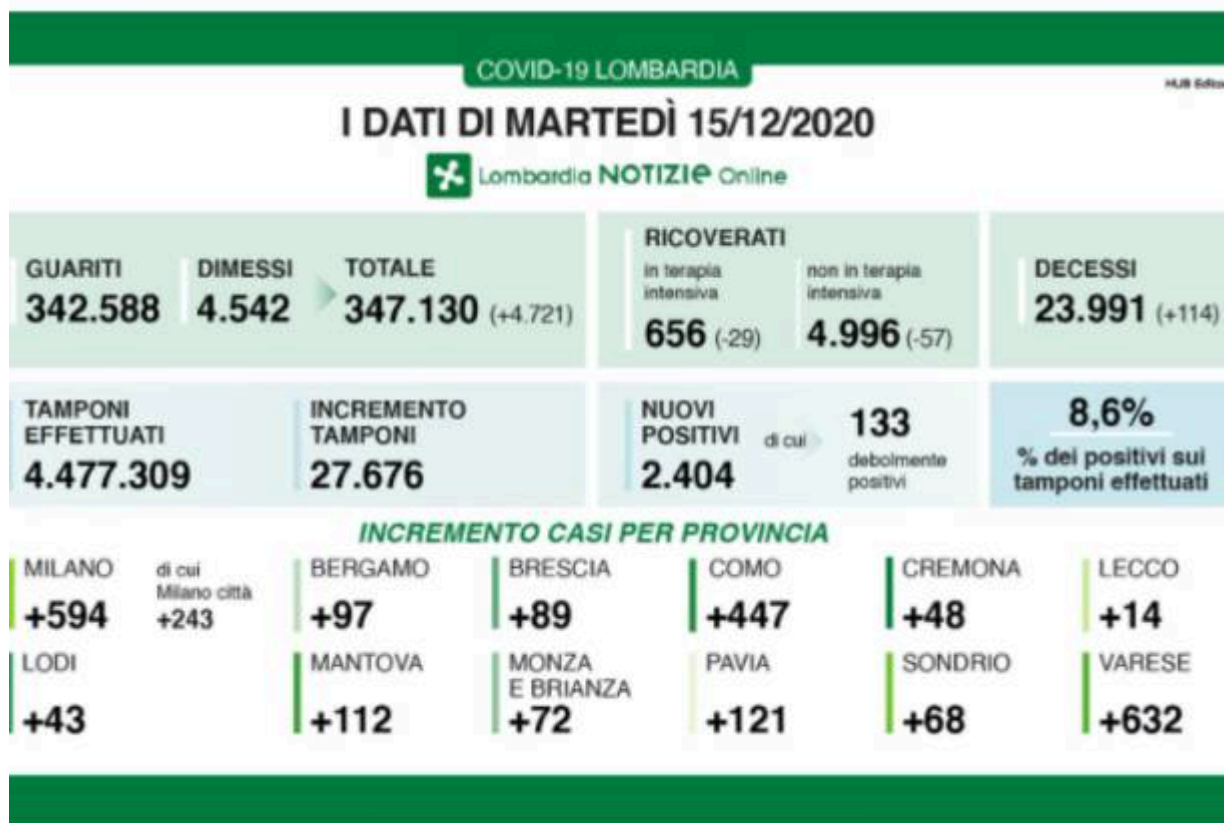 COVID-19 LOMBARDIA
HUB
I DATI DI MARTEDÌ 15/12/2020
Lombardia NOTIZIE Online
GUARITI
342.588
DIMESSI
4.542
TOTALE
347.130 (+4.721)
RICOVERATI
in terapia
intensiva
656 (-29)
non in terapia
intensiva
4.996 (-57)
DECESSI
23.991 (+114)
TAMPONI
EFFETTUATI
4.477.309
INCREMENTO
TAMPONI
27.676
NUOVI
POSITIVI
2.404
di cui
133
debolmente
positivi
8,6%
% dei positivi sui
tamponi effettuati
INCREMENTO CASI PER PROVINCIA
MILANO
+594
di cui
Milano città
+243
BERGAMO
+97
BRESCIA
+89
COMO
+447
CREMONA
+48
LECCO
+14
LODI
+43
MANTOVA
+112
MONZA
E BRIANZA
+72
PAVIA
+121
SONDRIO
+68
VARESE
+632